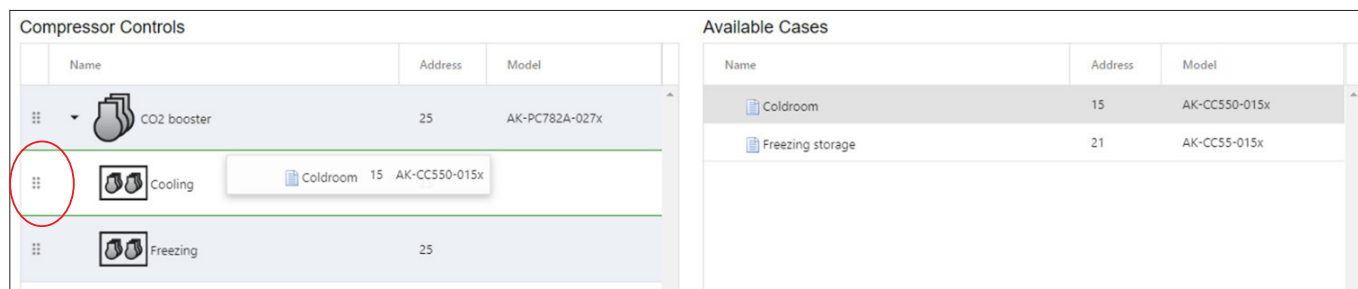 Compressor Controls
Name Address Model
CO2 booster 25 AK-PC782A-027x
Cooling Coldroom 15 AK-CC550-015x
Freezing 25
Available Cases
Name Address Model
Coldroom 15 AK-CC550-015x
Freezing storage 21 AK-CC55-015x